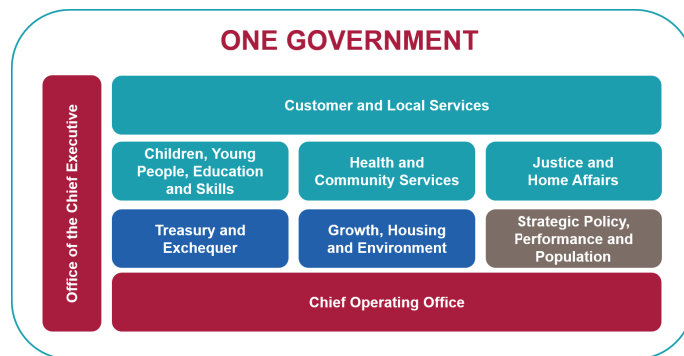 ONE GOVERNMENT
Office of the Chief Executive
Customer and Local Services
Children, Young
People, Education
and Skills
Health and
Community Services
Justice and
Home Affairs
Treasury and
Exchequer
Growth, Housing
and Environment
Strategic Policy,
Performance and
Population
Chief Operating Office